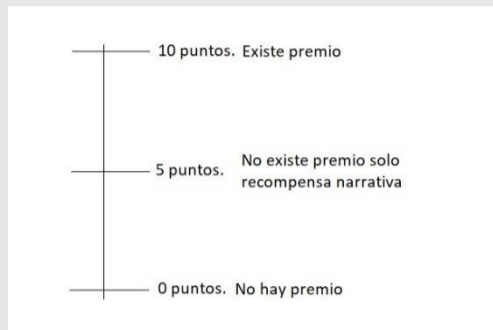 10 puntos. Existe premio
5 puntos. No existe premio solo
recompensa narrativa
0 puntos. No hay premio